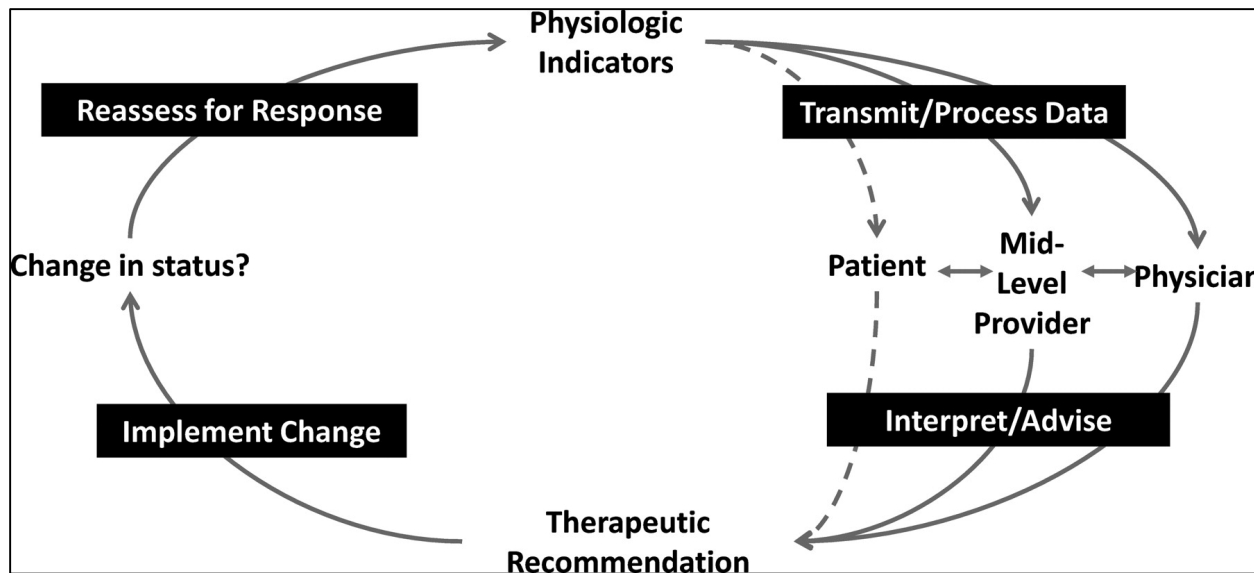 Physiologic
Indicators
Reassess for Response
Transmit/Process Data
Change in status?
Patient
Mid-
Level
Provider
Physician
Implement Change
Interpret/Advise
Therapeutic
Recommendation